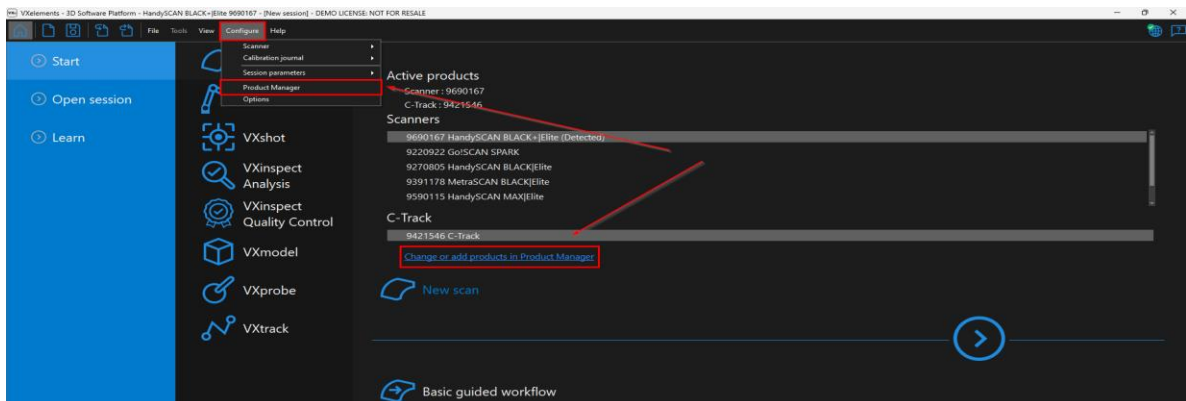 VXelements - 3D Software Platform - HandySCAN BLACK+|Elite 9690167 - [New session] - DEMO LICENSE: NOT FOR RESALE
File Tools View Configure Help
Start
Open session
Learn
Scanner
Calibration journal
Session parameters
Product Manager
Options
VXshot
VXinspect
Analysis
VXinspect
Quality Control
VXmodel
VXprobe
VXtrack
Active products
Scanner : 9690167
C-Track : 9421546
Scanners
9690167 HandySCAN BLACK+|Elite (Detected)
9220922 Go!SCAN SPARK
9270805 HandySCAN BLACK|Elite
9391178 MetraSCAN BLACK|Elite
9590115 HandySCAN MAX|Elite
C-Track
9421546 C-Track
Change or add products in Product Manager
New scan
Basic guided workflow